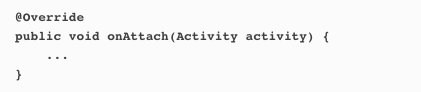 @Override
public void onAttach(Activity activity) {
    ...
}